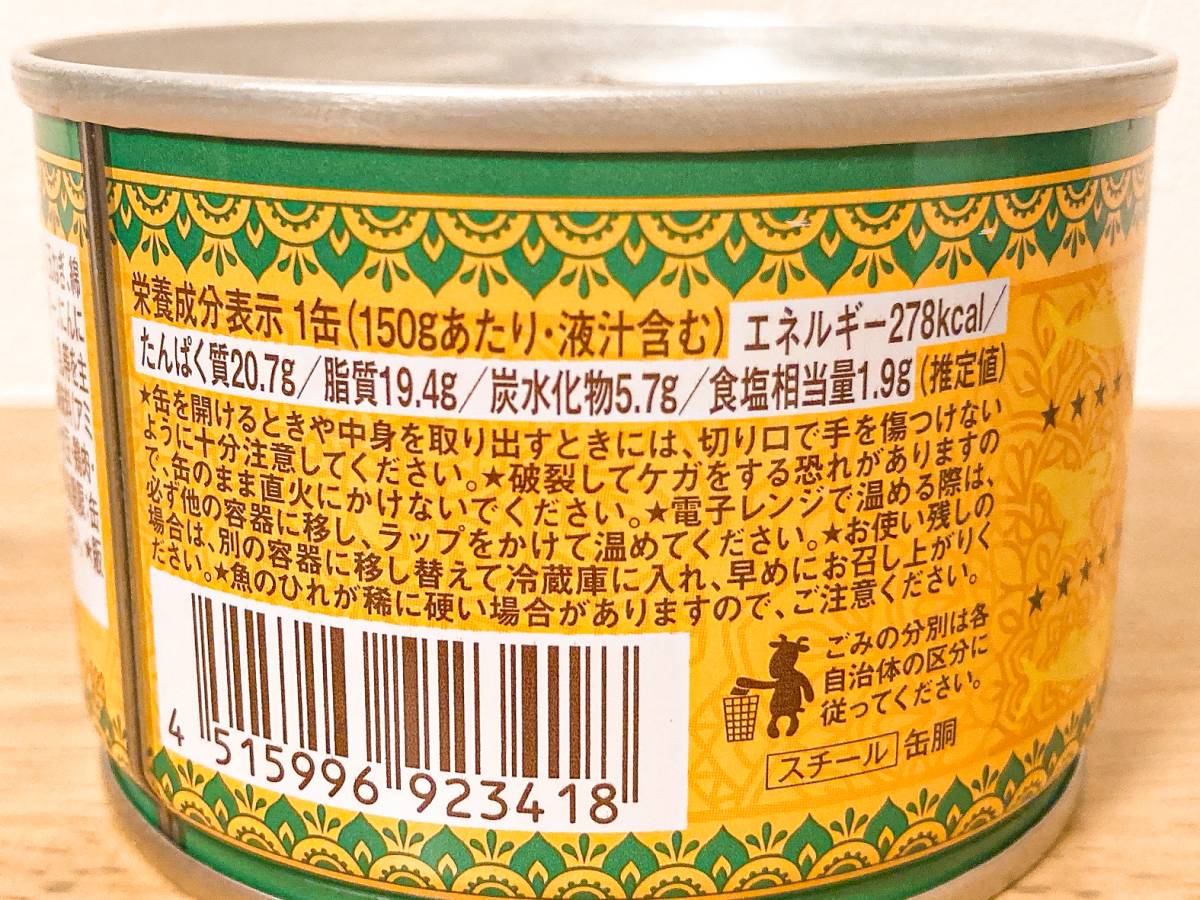 栄養成分表示 1缶(150gあたり・液汁含む) エネルギー278kcal/
たんぱく質20.7g/脂質19.4g/炭水化物5.7g/食塩相当量1.9g(推定値)
★缶を開けるときや中身を取り出すときには、切り口で手を傷つけない
ように十分注意してください。★破裂してケガをする恐れがありますの
で、缶のまま直火にかけないでください。★電子レンジで温める際は、
必ず他の容器に移し、ラップをかけて温めてください。★お使い残しの
場合は、別の容器に移し替えて冷蔵庫に入れ、早めにお召し上がりく
ださい。★魚のひれが稀に硬い場合がありますので、ご注意ください。
ごみの分別は各
自治体の区分に
従ってください。
スチール 缶胴
4 515996 923418